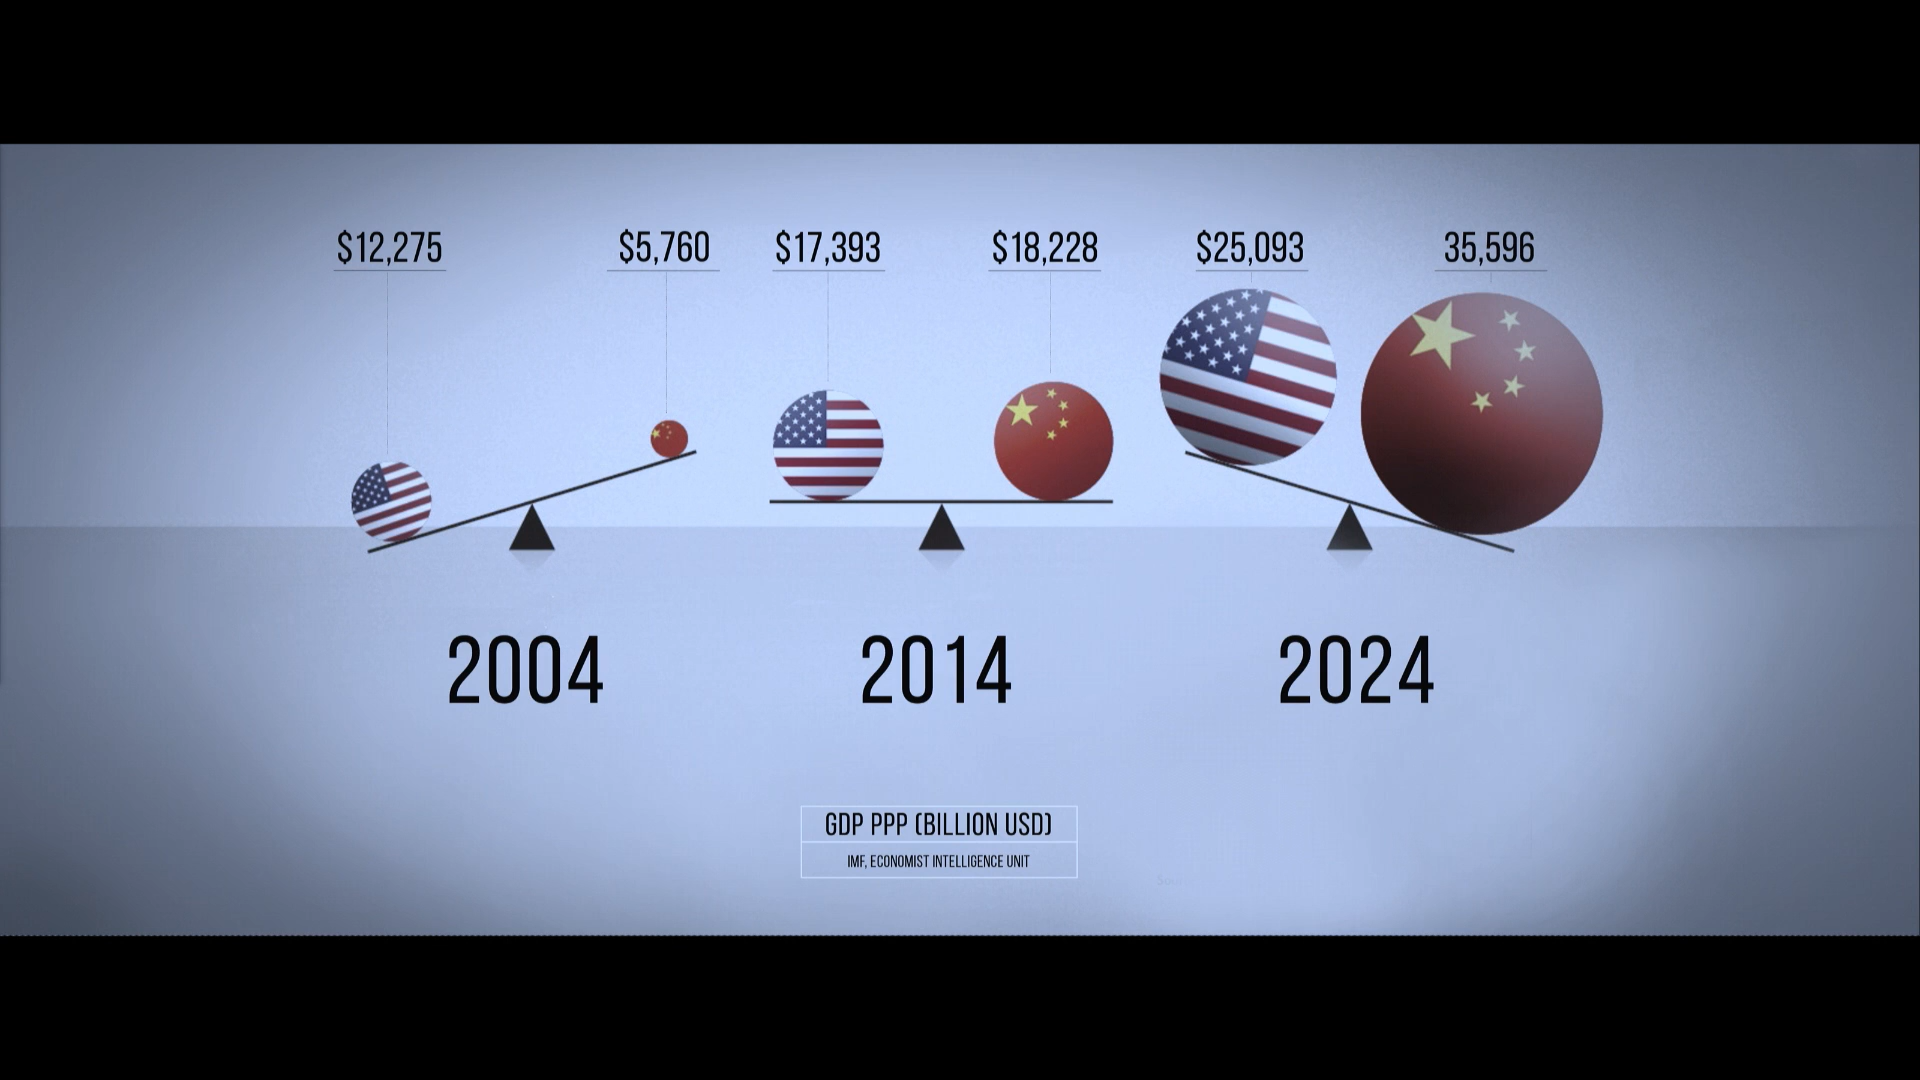 $12,275 $5,760 $17,393 $18,228 $25,093 35,596
2004 2014 2024
GDP PPP (BILLION USD)
IMF, ECONOMIST INTELLIGENCE UNIT